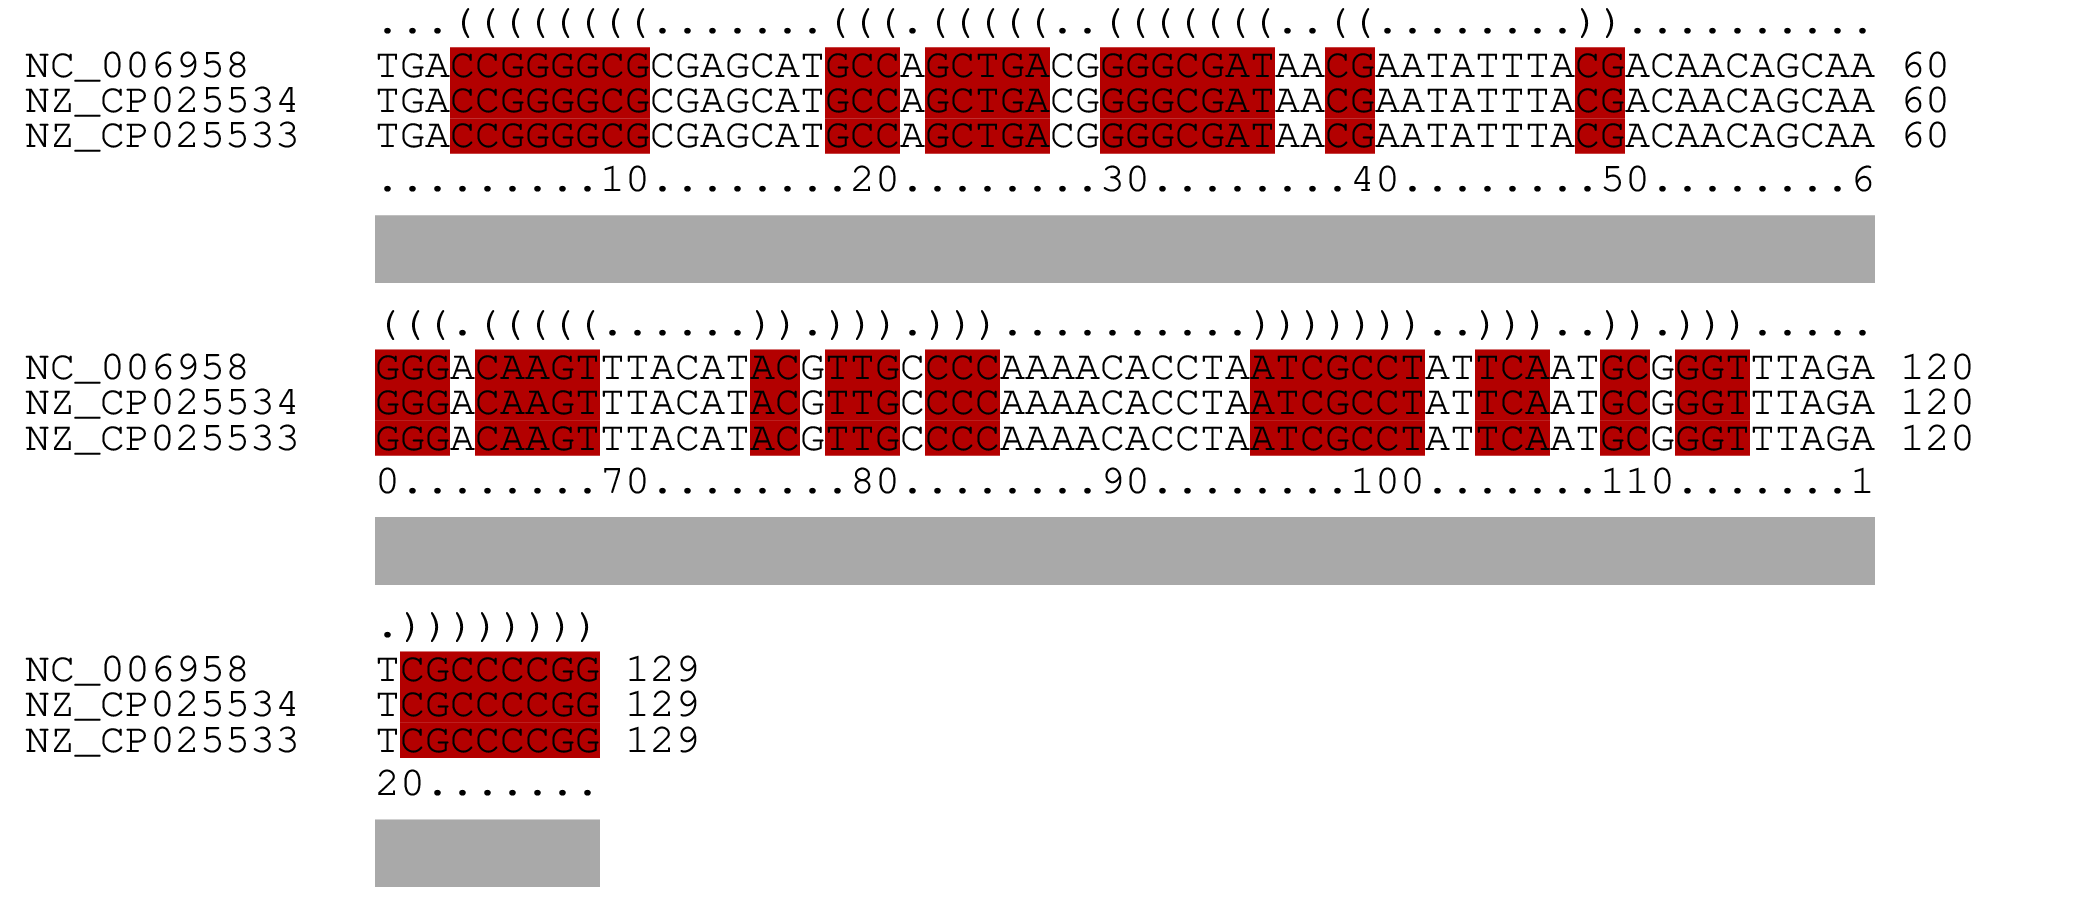 ...((((((((.......(((.(((((..(((((((..((........))..........
NC_006958 TGACCGGGGCGCGAGCATGCCAGCTGACGGGGCGATAACGAATATTTACGACAACAGCAA 60
NZ_CP025534 TGACCGGGGCGCGAGCATGCCAGCTGACGGGGCGATAACGAATATTTACGACAACAGCAA 60
NZ_CP025533 TGACCGGGGCGCGAGCATGCCAGCTGACGGGGCGATAACGAATATTTACGACAACAGCAA 60
.........10........20........30........40........50........6
(((.(((((......)).))).)))..........)))))))..)))..)).))).....
NC_006958 GGGACAAGTTTACATACGTTGCCCCAAAACACCTAATCGCCTATTCAATGCGGGTTTAGA 120
NZ_CP025534 GGGACAAGTTTACATACGTTGCCCCAAAACACCTAATCGCCTATTCAATGCGGGTTTAGA 120
NZ_CP025533 GGGACAAGTTTACATACGTTGCCCCAAAACACCTAATCGCCTATTCAATGCGGGTTTAGA 120
0........70........80........90........100.......110.......1
.))))))))
NC_006958 TCGCCCCGG 129
NZ_CP025534 TCGCCCCGG 129
NZ_CP025533 TCGCCCCGG 129
20.......